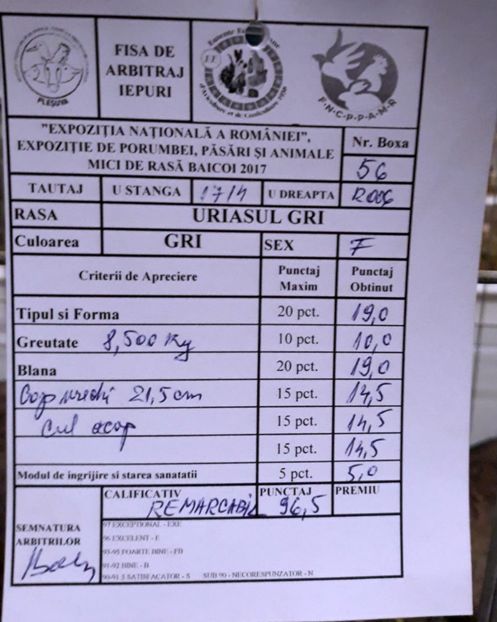 PLEŞUVA
FISA DE
ARBITRAJ
IEPURI
F·N·C·P·P·A·M·R
"EXPOZIŢIA NAŢIONALĂ A ROMÂNIEI",
EXPOZIŢIE DE PORUMBEI, PĂSĂRI ŞI ANIMALE
MICI DE RASĂ BAICOI 2017
Nr. Boxa
56
TAUTAJ U STANGA 17/4 U DREAPTA R006
RASA URIASUL GRI
Culoarea GRI SEX F
Criterii de Apreciere Punctaj Maxim Punctaj Obtinut
Tipul si Forma 20 pct. 19,0
Greutate 8,500 Kg 10 pct. 10,0
Blana 20 pct. 19,0
Cap urechi 21,5 cm 15 pct. 14,5
Cul acop 15 pct. 14,5
15 pct. 14,5
Modul de ingrijire si starea sanatatii 5 pct. 5,0
CALIFICATIV REMARCABIL PUNCTAJ 96,5 PREMIU
SEMNATURA
ARBITRILOR
97 EXCEPTIONAL - EXE
96 EXCELENT - E
93-95 FOARTE BINE - FB
91-92 BINE - B
90-91,5 SATISFACATOR - S SUB 90 - NECORESPUNZATOR - N